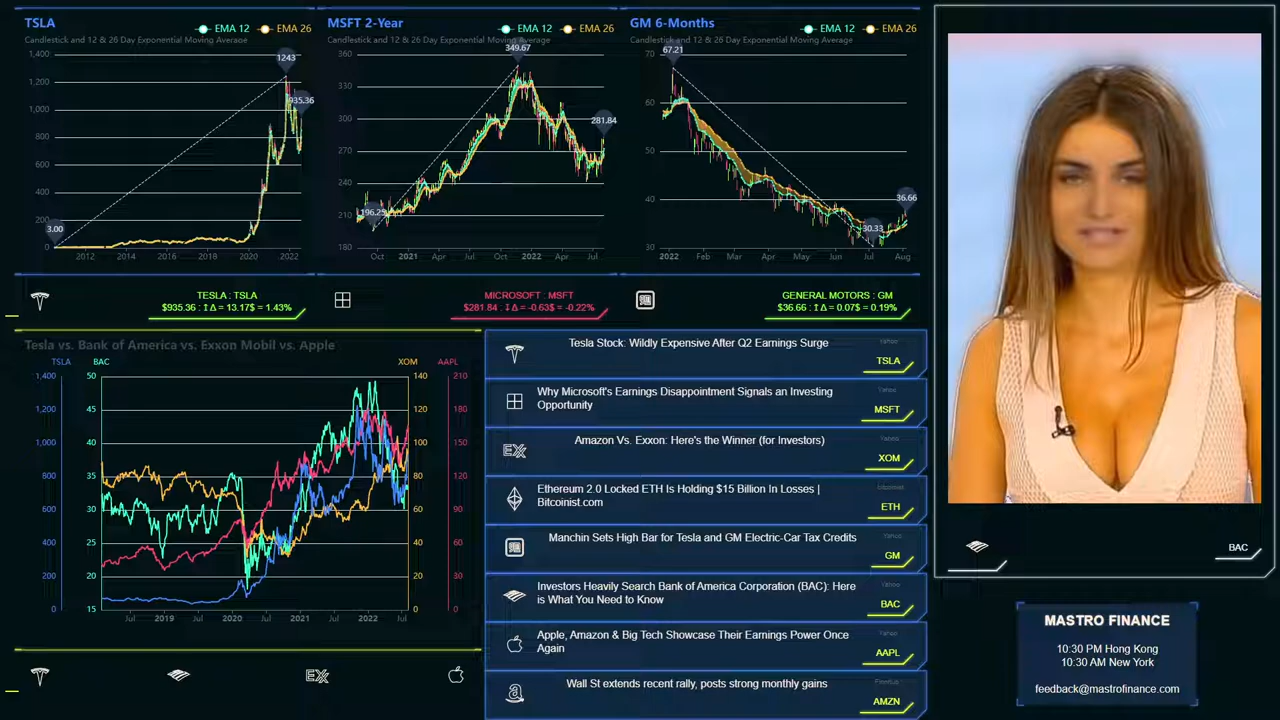 TSLA
EMA 12 EMA 26
Candlestick and 12 & 26 Day Exponential Moving Average
1,400
1,200
1,000
800
600
400
200
0
1243
935.36
3.00
2012 2014 2016 2018 2020 2022
MSFT 2-Year
EMA 12 EMA 26
Candlestick and 12 & 26 Day Exponential Moving Average
360
330
300
270
240
210
180
349.67
281.84
196.25
Oct 2021 Apr Jul Oct 2022 Apr Jul
GM 6-Months
EMA 12 EMA 26
Candlestick and 12 & 26 Day Exponential Moving Average
70
60
50
40
30
67.21
36.66
30.33
2022 Feb Mar Apr May Jun Jul Aug
TESLA : TSLA
$935.36 : ↕ Δ = 13.17$ = 1.43%
MICROSOFT : MSFT
$281.84 : ↕ Δ = -0.63$ = -0.22%
GENERAL MOTORS : GM
$36.66 : ↕ Δ = 0.07$ = 0.19%
Tesla vs. Bank of America vs. Exxon Mobil vs. Apple
TSLA BAC XOM AAPL
1,400 50 140 210
1,200 45 120 180
1,000 40 100 150
800 35 80 120
600 30 60 90
400 25 40 60
200 20 20 30
0 15 0 0
Jul 2019 Jul 2020 Jul 2021 Jul 2022 Jul
EX
Tesla Stock: Wildly Expensive After Q2 Earnings Surge
Yahoo
TSLA
Why Microsoft's Earnings Disappointment Signals an Investing
Opportunity
Yahoo
MSFT
EX
Amazon Vs. Exxon: Here's the Winner (for Investors)
Yahoo
XOM
Ethereum 2.0 Locked ETH Is Holding $15 Billion In Losses |
Bitcoinist.com
bitcoinist
ETH
Manchin Sets High Bar for Tesla and GM Electric-Car Tax Credits
Yahoo
GM
Investors Heavily Search Bank of America Corporation (BAC): Here
is What You Need to Know
Yahoo
BAC
Apple, Amazon & Big Tech Showcase Their Earnings Power Once
Again
Yahoo
AAPL
Wall St extends recent rally, posts strong monthly gains
AMZN
BAC
MASTRO FINANCE
10:30 PM Hong Kong
10:30 AM New York
feedback@mastrofinance.com